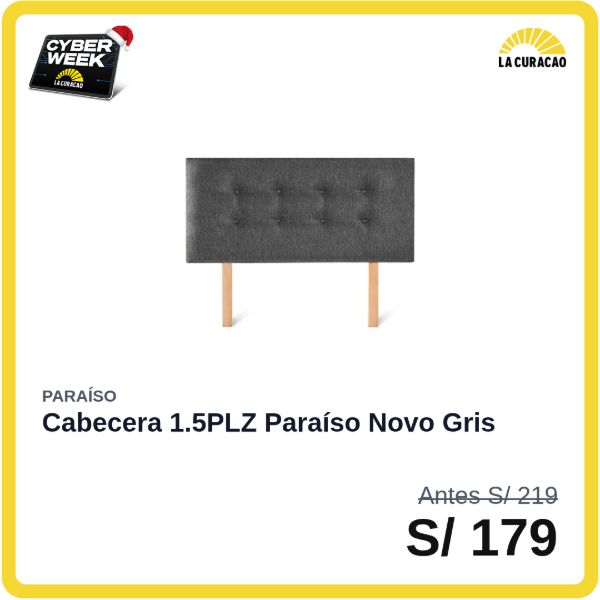 CYBER
WEEK
LA CURACAO
LA CURACAO
PARAÍSO
Cabecera 1.5PLZ Paraíso Novo Gris
Antes S/ 219
S/ 179